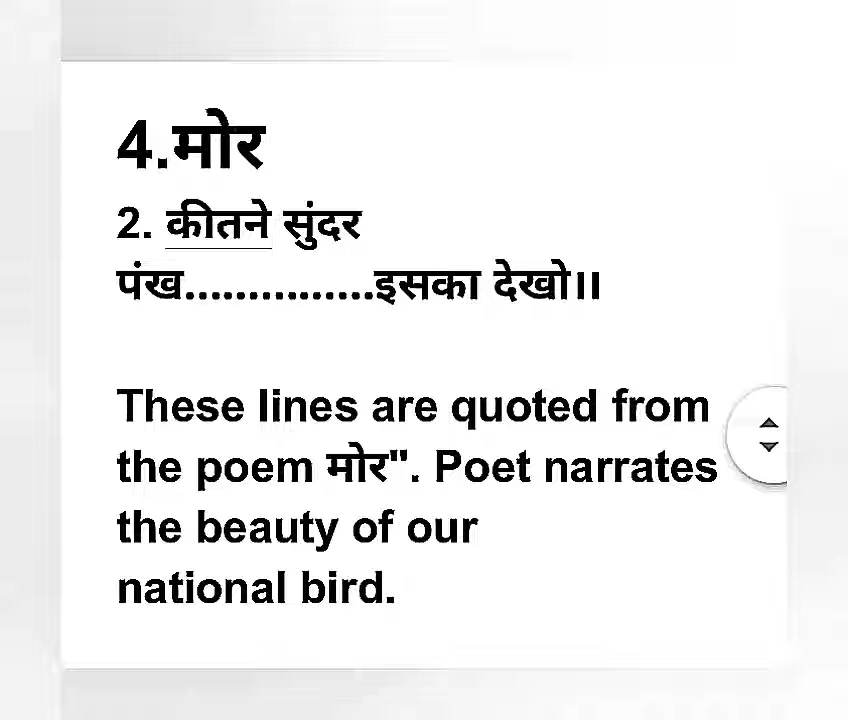 4.मोर
2. कीतने सुंदर
पंख...............इसका देखो।।
These lines are quoted from
the poem मोर". Poet narrates
the beauty of our
national bird.